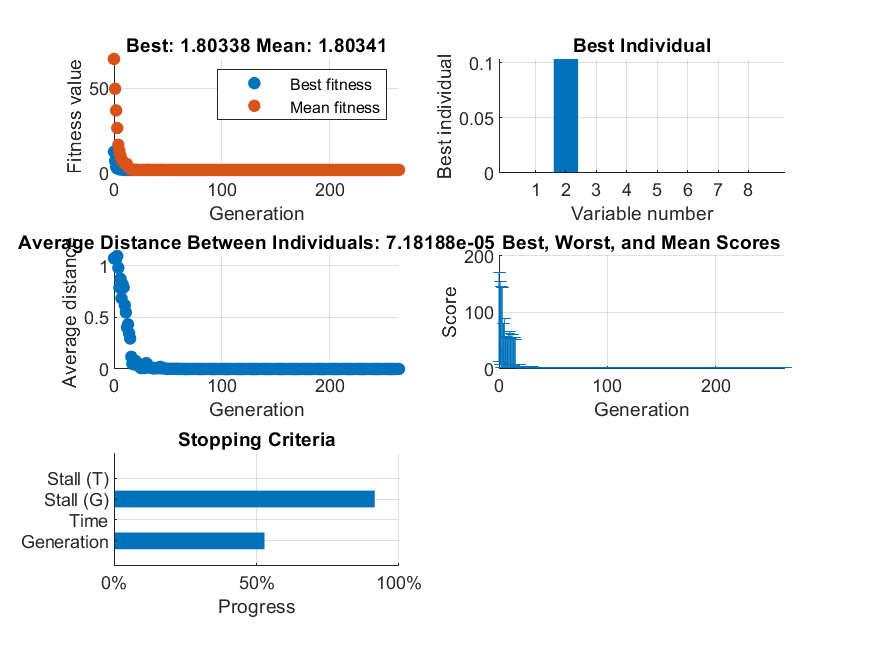 Best: 1.80338 Mean: 1.80341
Fitness value
50
0
Best fitness
Mean fitness
0 100 200
Generation
Best Individual
Best individual
0.1
0.05
0
1 2 3 4 5 6 7 8
Variable number
Average Distance Between Individuals: 7.18188e-05
Average distance
1
0.5
0
0 100 200
Generation
Best, Worst, and Mean Scores
Score
200
100
0
0 100 200
Generation
Stopping Criteria
Stall (T)
Stall (G)
Time
Generation
0% 50% 100%
Progress